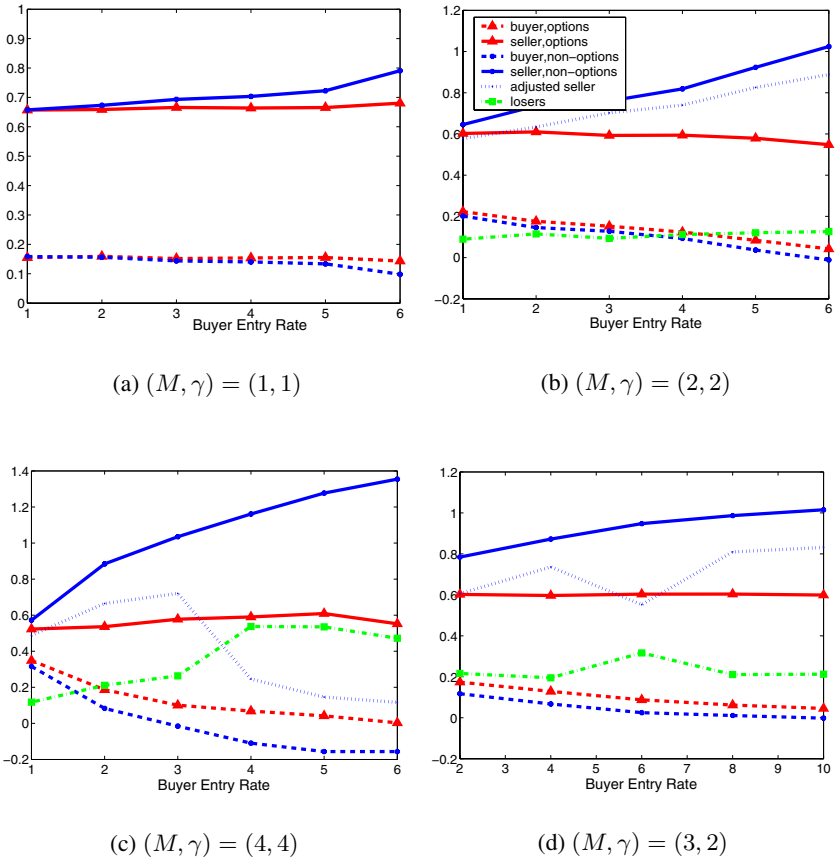 1
0.9
0.8
0.7
0.6
0.5
0.4
0.3
0.2
0.1
0
1 2 3 4 5 6
Buyer Entry Rate
(a) (M, γ) = (1, 1)
1.2
1
0.8
0.6
0.4
0.2
0
−0.2
buyer,options
seller,options
buyer,non−options
seller,non−options
adjusted seller
losers
1 2 3 4 5 6
Buyer Entry Rate
(b) (M, γ) = (2, 2)
1.4
1.2
1
0.8
0.6
0.4
0.2
0
−0.2
1 2 3 4 5 6
Buyer Entry Rate
(c) (M, γ) = (4, 4)
1.2
1
0.8
0.6
0.4
0.2
0
−0.2
2 3 4 5 6 7 8 9 10
Buyer Entry Rate
(d) (M, γ) = (3, 2)